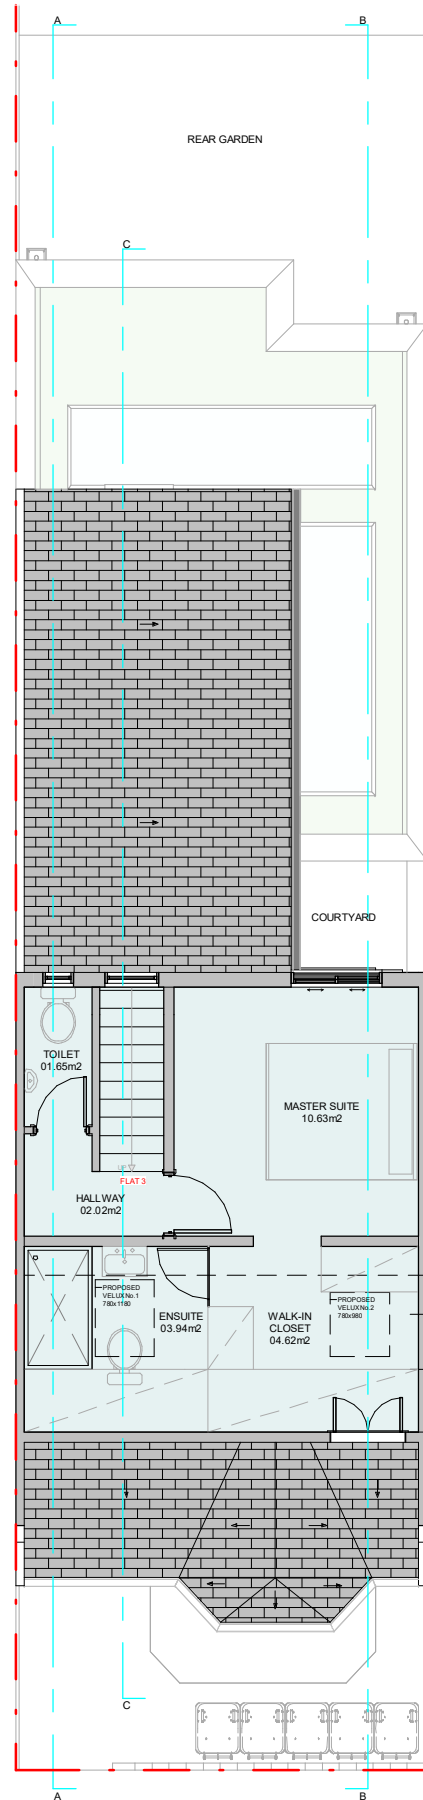 A
B
REAR GARDEN
C
COURTYARD
TOILET
01.65m2
MASTER SUITE
10.63m2
UP
FLAT 3
HALLWAY
02.02m2
PROPOSED
VELUX No.1
780x1180
ENSUITE
03.94m2
WALK-IN
CLOSET
04.62m2
PROPOSED
VELUX No.2
780x980
C
A
B